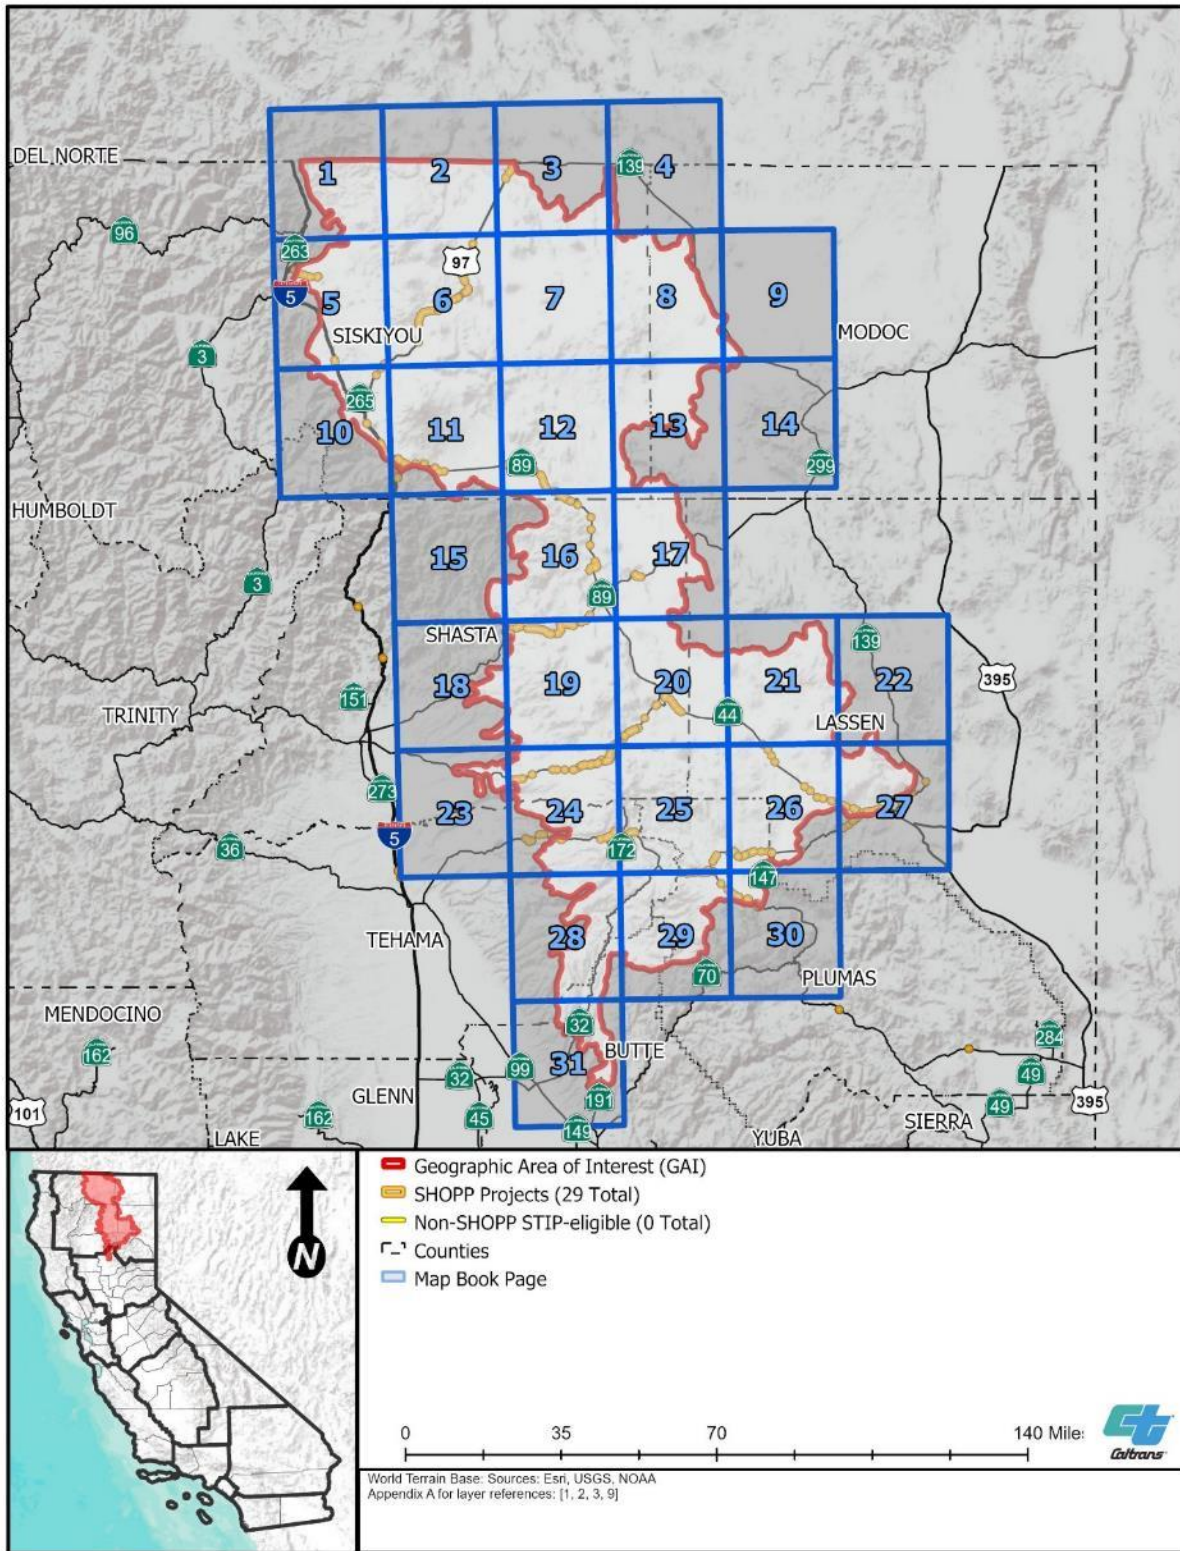 1
2
3
139
4
DEL NORTE
96
263
97
5
5
6
7
8
9
SISKIYOU
MODOC
3
265
10
11
12
13
14
89
299
HUMBOLDT
15
16
17
3
89
SHASTA
139
18
19
20
21
22
395
151
TRINITY
44
LASSEN
273
23
24
25
26
27
5
36
172
147
28
29
30
TEHAMA
70
PLUMAS
MENDOCINO
32
284
162
BUTTE
99
31
32
49
GLENN
191
101
162
45
49
395
SIERRA
149
LAKE
YUBA
N
Geographic Area of Interest (GAI)
SHOPP Projects (29 Total)
Non-SHOPP STIP-eligible (0 Total)
Counties
Map Book Page
0 35 70 140 Mile:
Caltrans
World Terrain Base: Sources: Esri, USGS, NOAA
Appendix A for layer references: [1, 2, 3, 9]